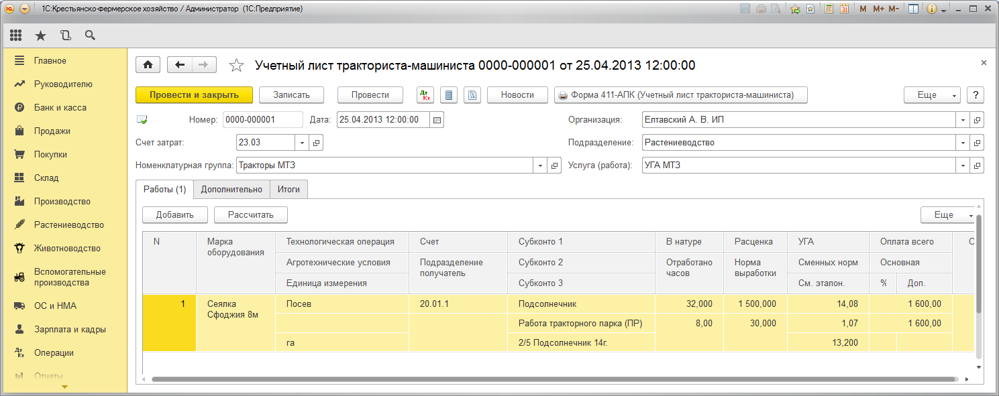 1С:Крестьянско-фермерское хозяйство / Администратор (1С:Предприятие)
M M+ M-
Главное
Руководителю
Банк и касса
Продажи
Покупки
Склад
Производство
Растениеводство
Животноводство
Вспомогательные
производства
ОС и НМА
Зарплата и кадры
Операции
Отчеты
Учетный лист тракториста-машиниста 0000-000001 от 25.04.2013 12:00:00
Провести и закрыть Записать Провести Дт Кт Новости Форма 411-АПК (Учетный лист тракториста-машиниста) Еще ?
Номер: 0000-000001 Дата: 25.04.2013 12:00:00 Организация: Елтавский А. В. ИП
Счет затрат: 23.03 Подразделение: Растениеводство
Номенклатурная группа: Тракторы МТЗ Услуга (работа): УГА МТЗ
Работы (1) Дополнительно Итоги
Добавить Рассчитать Еще
N Марка оборудования Технологическая операция Счет Субконто 1 В натуре Расценка УГА Оплата всего С
Агротехнические условия Подразделение получатель Субконто 2 Отработано часов Норма выработки Сменных норм Основная
Единица измерения Субконто 3 См. эталон. % Доп.
1 Сеялка Сфоджия 8м Посев 20.01.1 Подсолнечник 32,000 1 500,000 14,08 1 600,00
Работа тракторного парка (ПР) 8,00 30,000 1,07 1 600,00
га 2/5 Подсолнечник 14г. 13,200